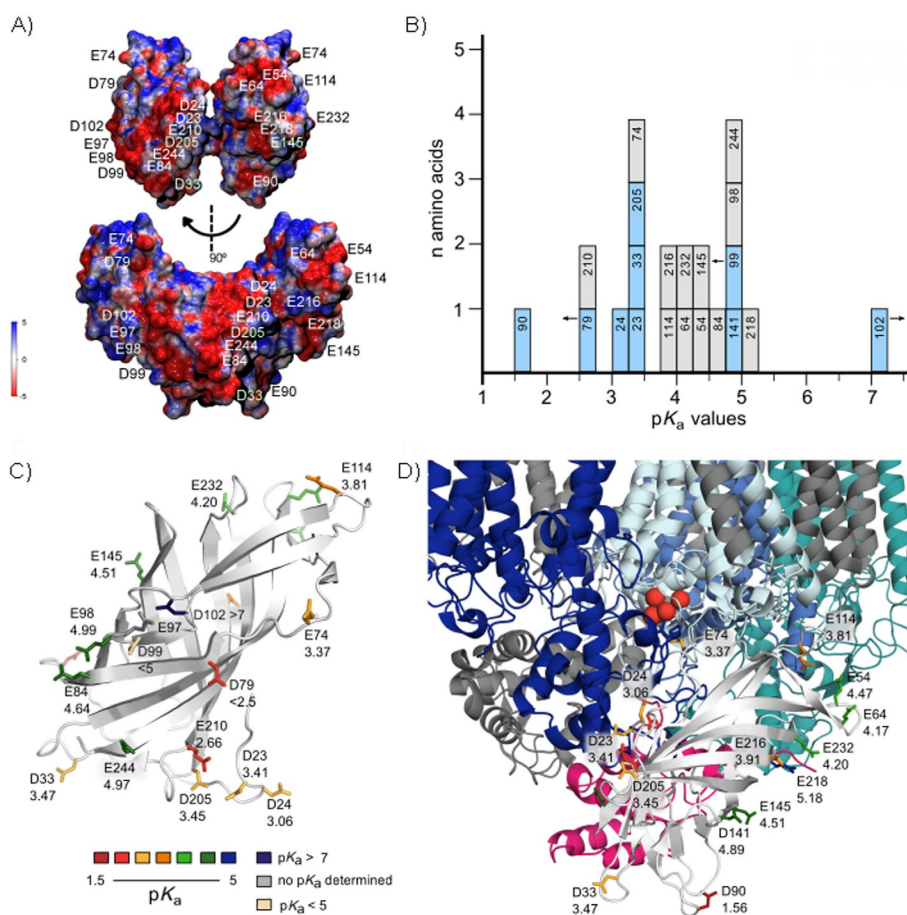 A)
E74
E74
D79
E54
E64
E114
D24
D23
E216
E232
D102
E210
E218
E97
D205
E145
E98
E244
E84
D99
D33
E90
90º
E74
E64
E54
D79
D24
E114
D23
E216
D102
E210
E97
D205
E218
E98
E244
E145
E84
D99
E90
D33
5
0
-5
B)
n amino acids
5
4
3
2
1
74
244
205
98
210
33
216
232
145
99
90
79
24
23
114
64
54
84
141
218
102
1 2 3 4 5 6 7
pKa values
C)
E114
3.81
E232
4.20
E145
4.51
E98
4.99
D102 >7
E97
E74
3.37
D99
<5
D79
<2.5
E84
4.64
E210
2.66
D33
3.47
E244
4.97
D23
3.41
D205
3.45
D24
3.06
1.5 5
pKa
pKa > 7
no pKa determined
pKa < 5
D)
E74
3.37
E114
3.81
D24
3.06
E54
4.47
E64
4.17
D23
3.41
E216
3.91
E232
4.20
D205
3.45
E218
5.18
E145
4.51
D141
4.89
D33
3.47
D90
1.56